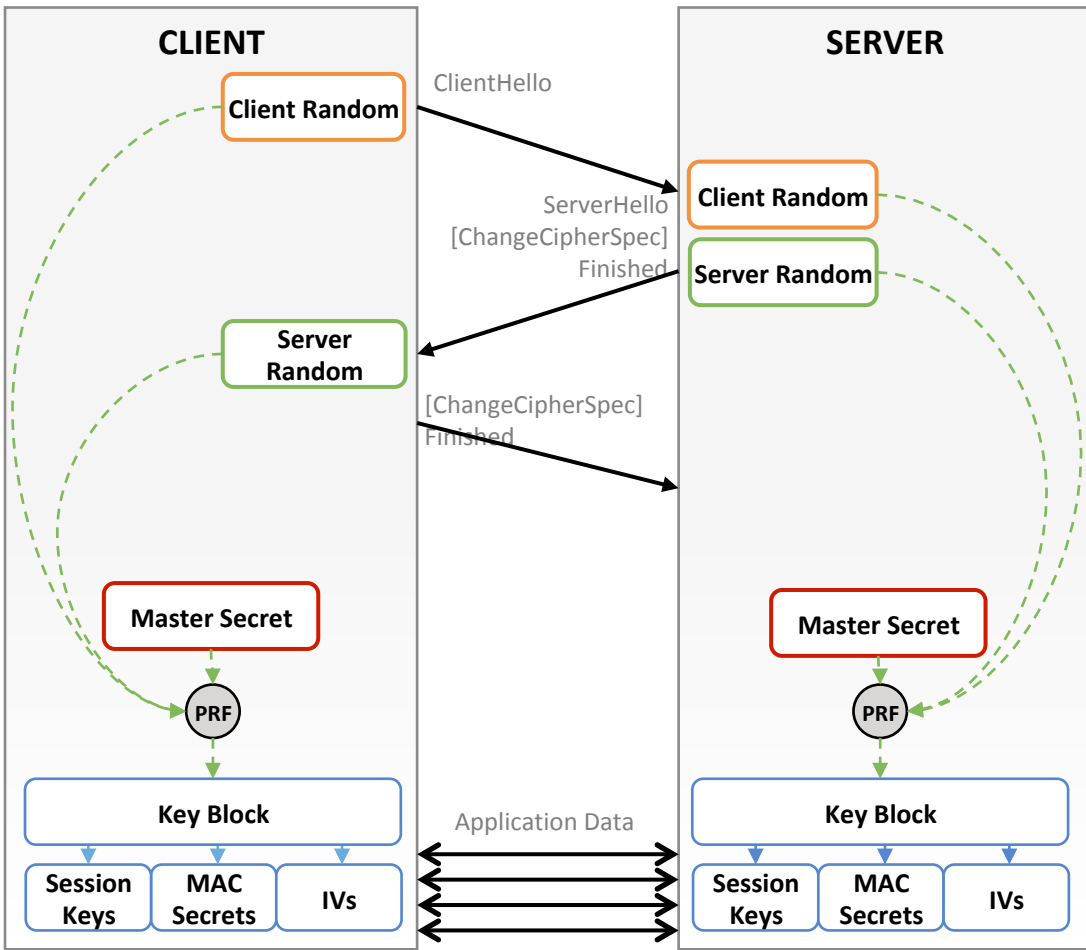 CLIENT
SERVER
ClientHello
Client Random
Client Random
ServerHello
[ChangeCipherSpec]
Finished
Server Random
Server
Random
[ChangeCipherSpec]
Finished
Master Secret
Master Secret
PRF
PRF
Key Block
Key Block
Application Data
Session
Keys
MAC
Secrets
IVs
Session
Keys
MAC
Secrets
IVs